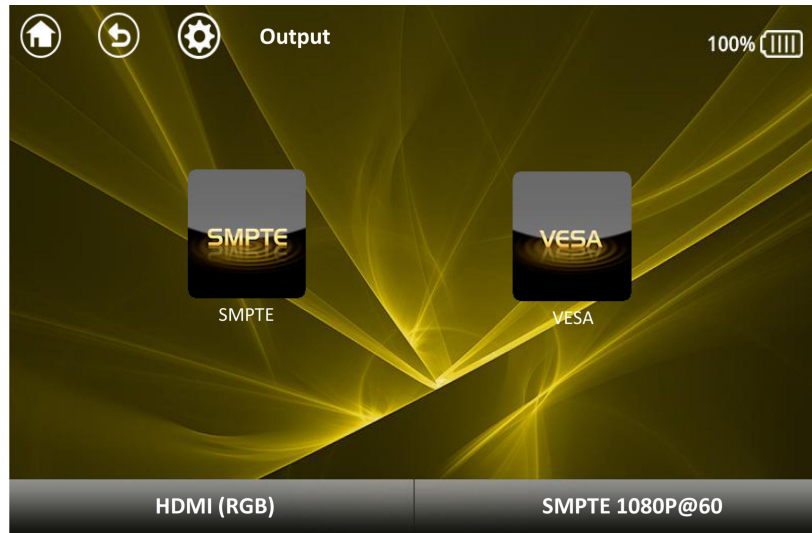 Output
100%
SMPTE
VESA
SMPTE
VESA
HDMI (RGB)
SMPTE 1080P@60